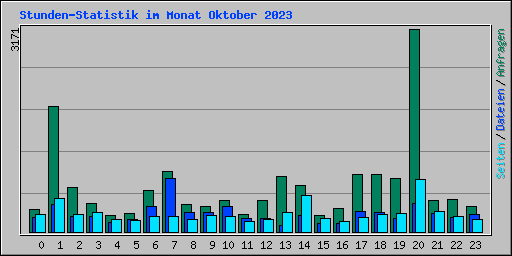 Stunden-Statistik im Monat Oktober 2023
3171
Seiten / Dateien / Anfragen
0 1 2 3 4 5 6 7 8 9 10 11 12 13 14 15 16 17 18 19 20 21 22 23